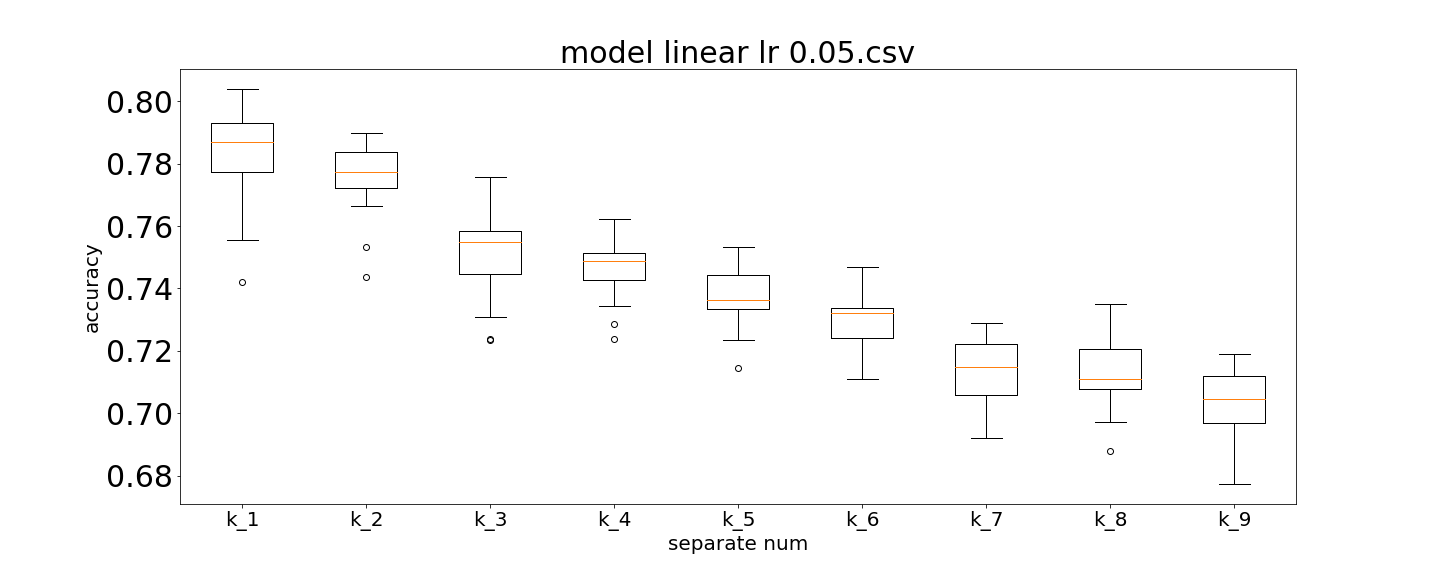 model linear lr 0.05.csv
0.80
0.78
0.76
0.74
0.72
0.70
0.68
accuracy
k_1 k_2 k_3 k_4 k_5 k_6 k_7 k_8 k_9
separate num